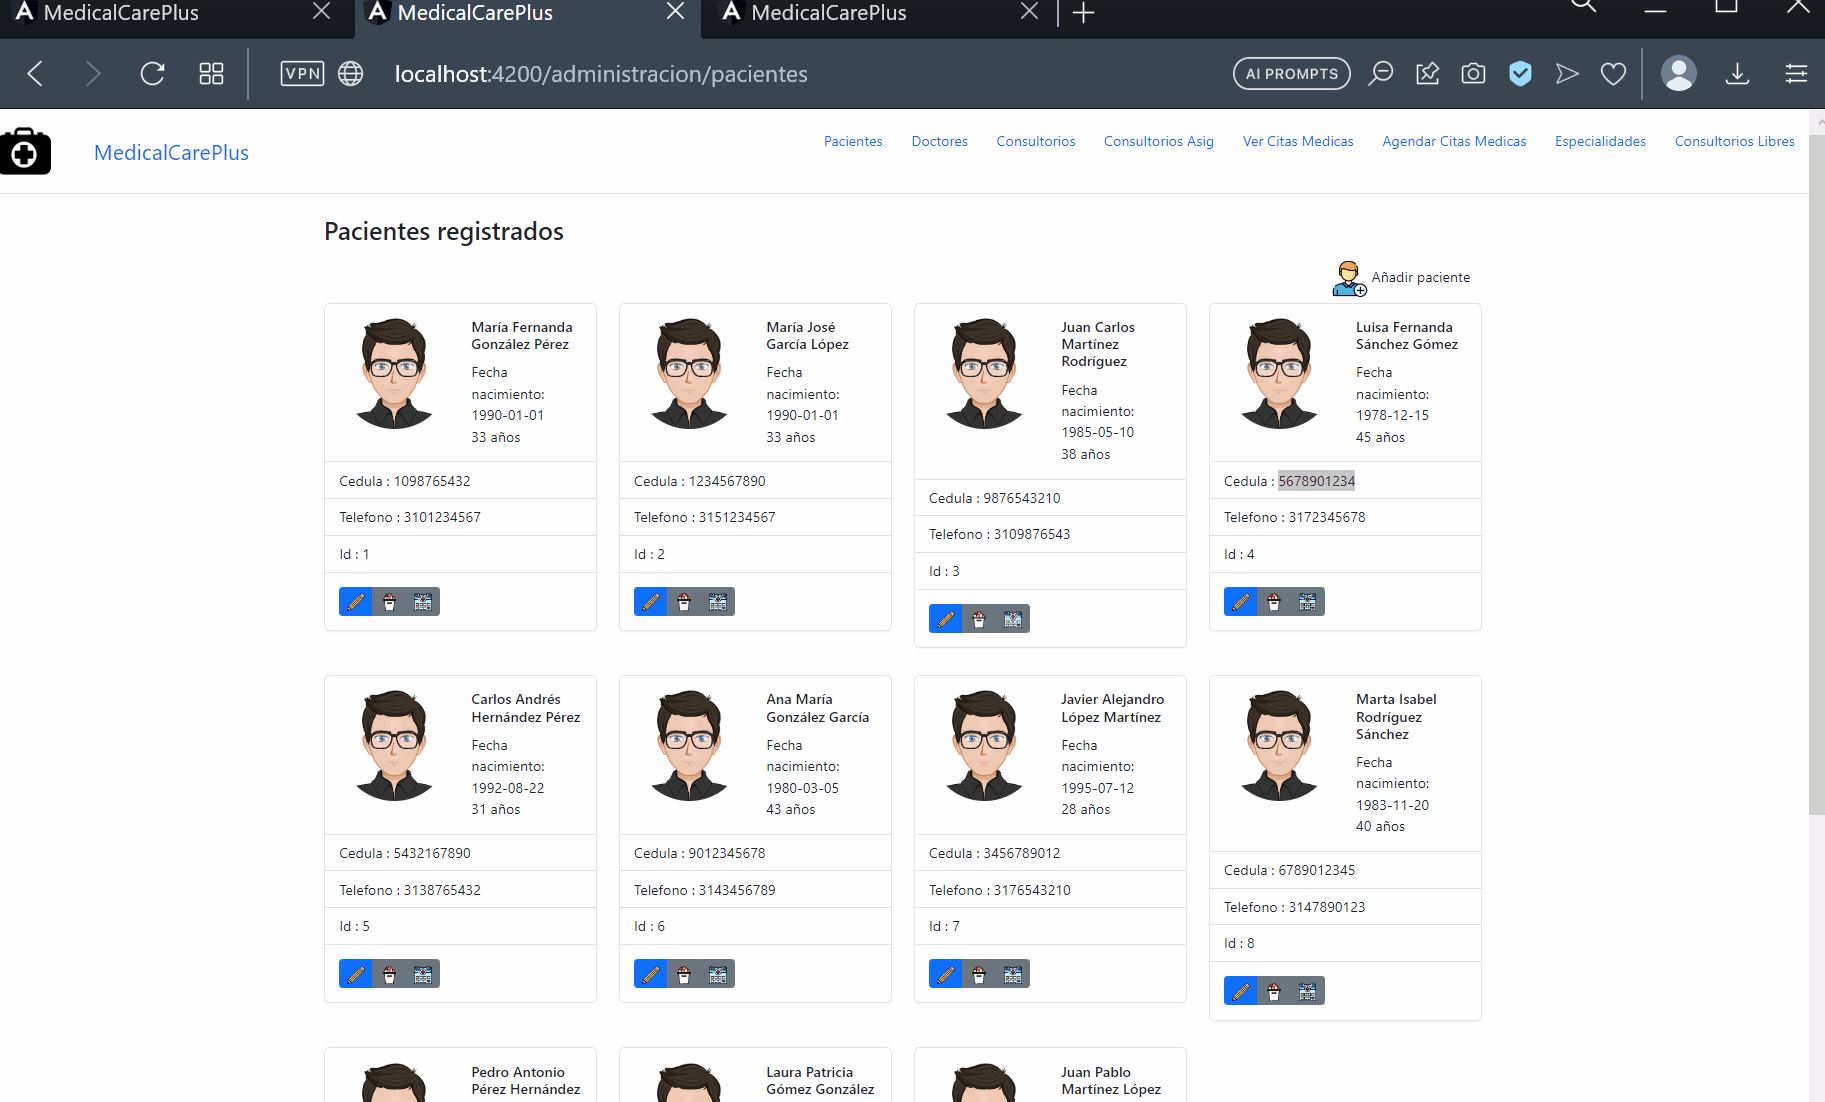 MedicalCarePlus
MedicalCarePlus
MedicalCarePlus
VPN
localhost:4200/administracion/pacientes
AI PROMPTS
MedicalCarePlus
Pacientes
Doctores
Consultorios
Consultorios Asig
Ver Citas Medicas
Agendar Citas Medicas
Especialidades
Consultorios Libres
Pacientes registrados
Añadir paciente
María Fernanda
González Pérez
Fecha
nacimiento:
1990-01-01
33 años
Cedula : 1098765432
Telefono : 3101234567
Id : 1
María José
García López
Fecha
nacimiento:
1990-01-01
33 años
Cedula : 1234567890
Telefono : 3151234567
Id : 2
Juan Carlos
Martínez
Rodríguez
Fecha
nacimiento:
1985-05-10
38 años
Cedula : 9876543210
Telefono : 3109876543
Id : 3
Luisa Fernanda
Sánchez Gómez
Fecha
nacimiento:
1978-12-15
45 años
Cedula : 5678901234
Telefono : 3172345678
Id : 4
Carlos Andrés
Hernández Pérez
Fecha
nacimiento:
1992-08-22
31 años
Cedula : 5432167890
Telefono : 3138765432
Id : 5
Ana María
González García
Fecha
nacimiento:
1980-03-05
43 años
Cedula : 9012345678
Telefono : 3143456789
Id : 6
Javier Alejandro
López Martínez
Fecha
nacimiento:
1995-07-12
28 años
Cedula : 3456789012
Telefono : 3176543210
Id : 7
Marta Isabel
Rodríguez
Sánchez
Fecha
nacimiento:
1983-11-20
40 años
Cedula : 6789012345
Telefono : 3147890123
Id : 8
Pedro Antonio
Pérez Hernández
Laura Patricia
Gómez González
Juan Pablo
Martínez López